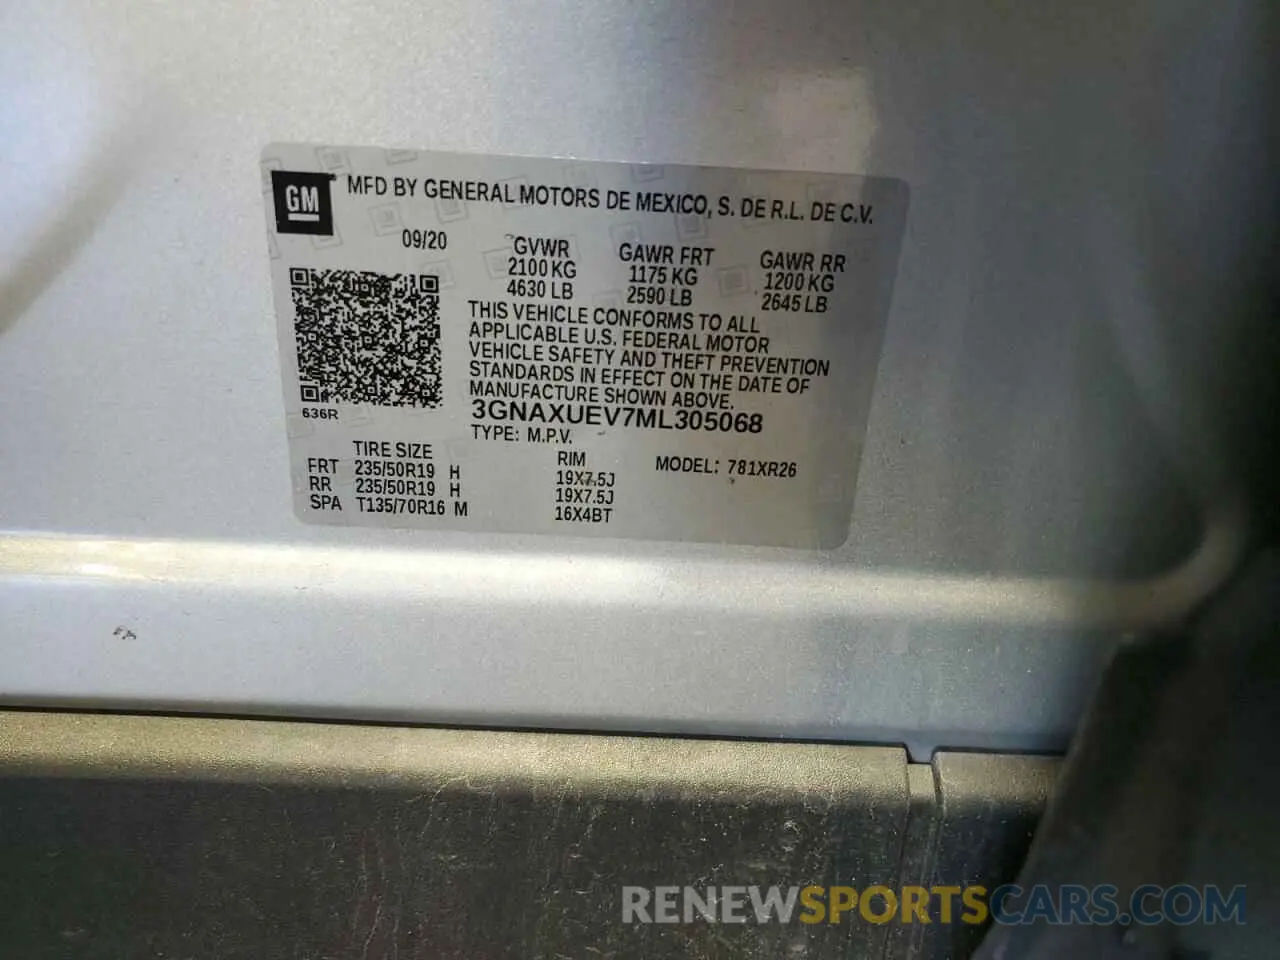 GM
MFD BY GENERAL MOTORS DE MEXICO, S. DE R.L. DE C.V.
09/20
GVWR GAWR FRT GAWR RR
2100 KG 1175 KG 1200 KG
4630 LB 2590 LB 2645 LB
THIS VEHICLE CONFORMS TO ALL
APPLICABLE U.S. FEDERAL MOTOR
VEHICLE SAFETY AND THEFT PREVENTION
STANDARDS IN EFFECT ON THE DATE OF
MANUFACTURE SHOWN ABOVE.
636R
3GNAXUEV7ML305068
TYPE: M.P.V.
TIRE SIZE RIM MODEL: 781XR26
FRT 235/50R19 H 19X7.5J
RR 235/50R19 H 19X7.5J
SPA T135/70R16 M 16X4BT
RENEWSPORTSCARS.COM